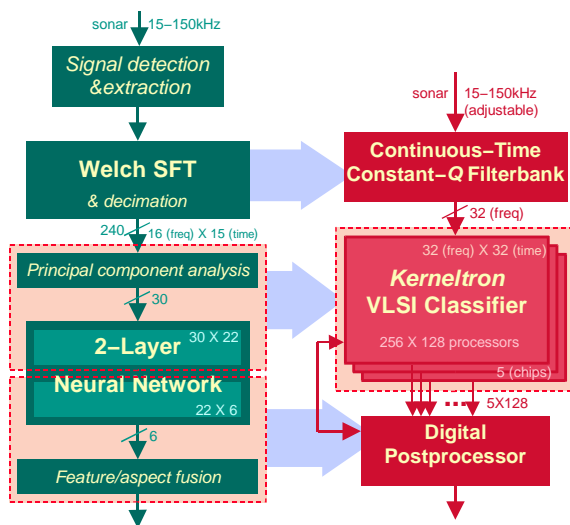 sonar 15–150kHz
Signal detection
&extraction
Welch SFT
& decimation
240 16 (freq) X 15 (time)
Principal component analysis
30
30 X 22
2–Layer
Neural Network
22 X 6
6
Feature/aspect fusion
sonar 15–150kHz
(adjustable)
Continuous–Time
Constant–Q Filterbank
32 (freq)
32 (freq) X 32 (time)
Kerneltron
VLSI Classifier
256 X 128 processors
5 (chips)
... 5X128
Digital
Postprocessor